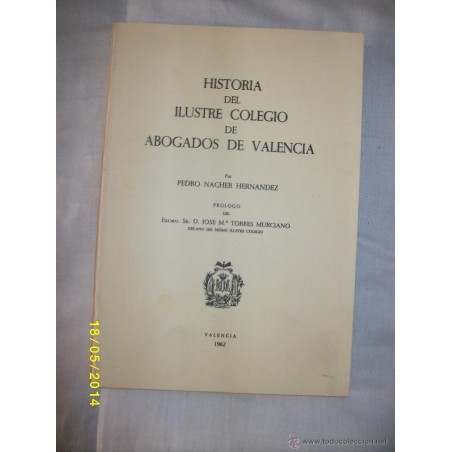 HISTORIA
DEL
ILUSTRE COLEGIO
DE
ABOGADOS DE VALENCIA
POR
PEDRO NACHER HERNANDEZ
PROLOGO
DEL
EXCMO. SR. D. JOSE M.ª TORRES MURCIANO
DECANO DEL MISMO ILUSTRE COLEGIO
VALENCIA
1962
18/05/2014
© www.todocoleccion.net